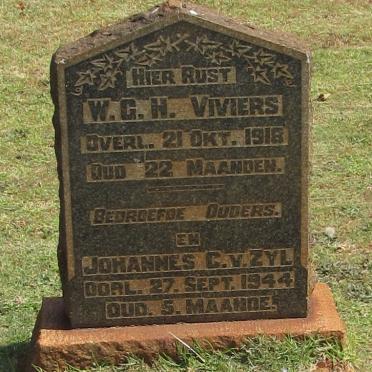 Hier Rust
W. G. H. Viviers
Overl. 21 Okt. 1918
Oud 22 Maanden.
Bedroefde Ouders.
en
Johannes C. v. Zyl
Oorl. 27. Sept. 1944
Oud. 5. Maande.